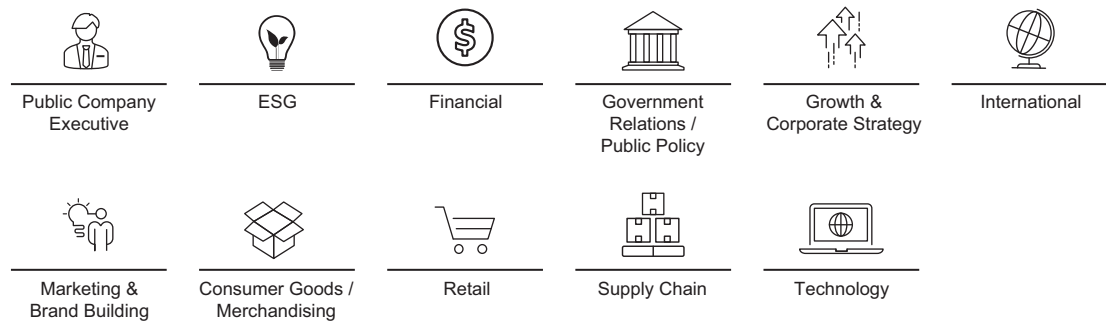 Public Company
Executive
ESG
Financial
Government
Relations /
Public Policy
Growth &
Corporate Strategy
International
Marketing &
Brand Building
Consumer Goods /
Merchandising
Retail
Supply Chain
Technology